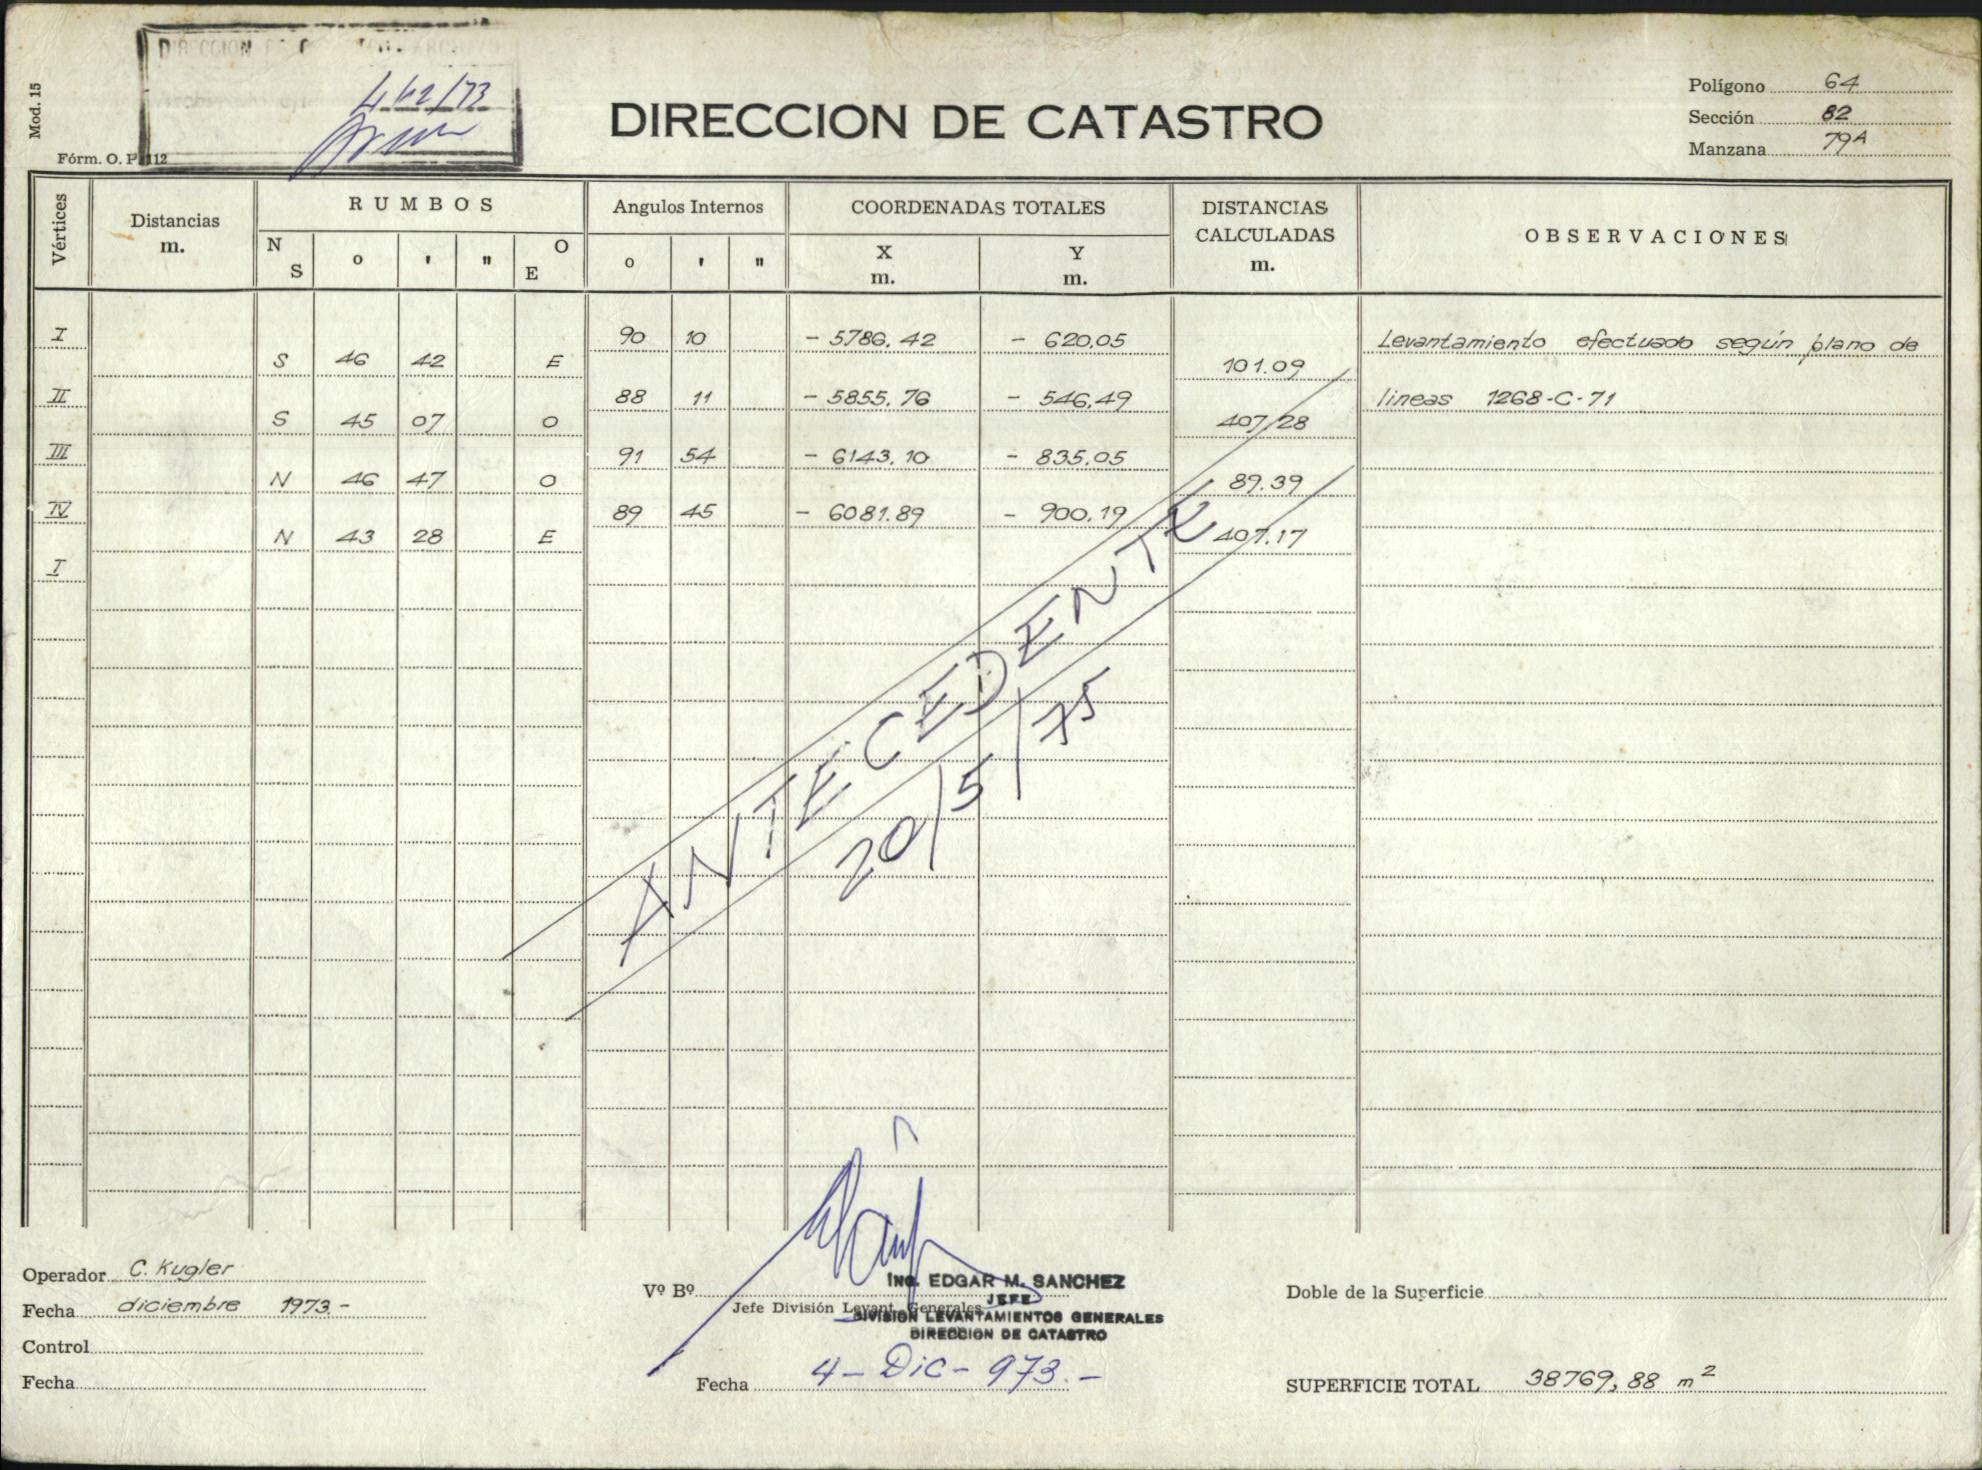 DIRECCION
462/73
Mod. 15
Fórm. O. P. 112
DIRECCION DE CATASTRO
Polígono 64
Sección 82
Manzana 79A
Vértices
Distancias
m.
RUMBOS
N S ° ' " O E
Angulos Internos
° ' "
COORDENADAS TOTALES
X Y
m. m.
DISTANCIAS
CALCULADAS
m.
OBSERVACIONES
I 90 10 - 5786.42 - 620,05 Levantamiento efectuado según plano de
S 46 42 E 101.09
II 88 11 - 5855.76 - 546,49 lineas 1268-C-71
S 45 07 O 407.28
III 91 54 - 6143.10 - 835.05
N 46 47 O 89.39
IV 89 45 - 6081.89 - 900,19
N 43 28 E 407.17
I
ANTECEDENTE
20/5/75
Operador C. Kugler
Fecha diciembre 1973.-
Control
Fecha
Vº Bº
Jefe División Levant. Generales
ING. EDGAR M. SANCHEZ
JEFE
DIVISION LEVANTAMIENTOS GENERALES
DIRECCION DE CATASTRO
Fecha 4-Dic-973.-
Doble de la Superficie
SUPERFICIE TOTAL 38769,88 m²